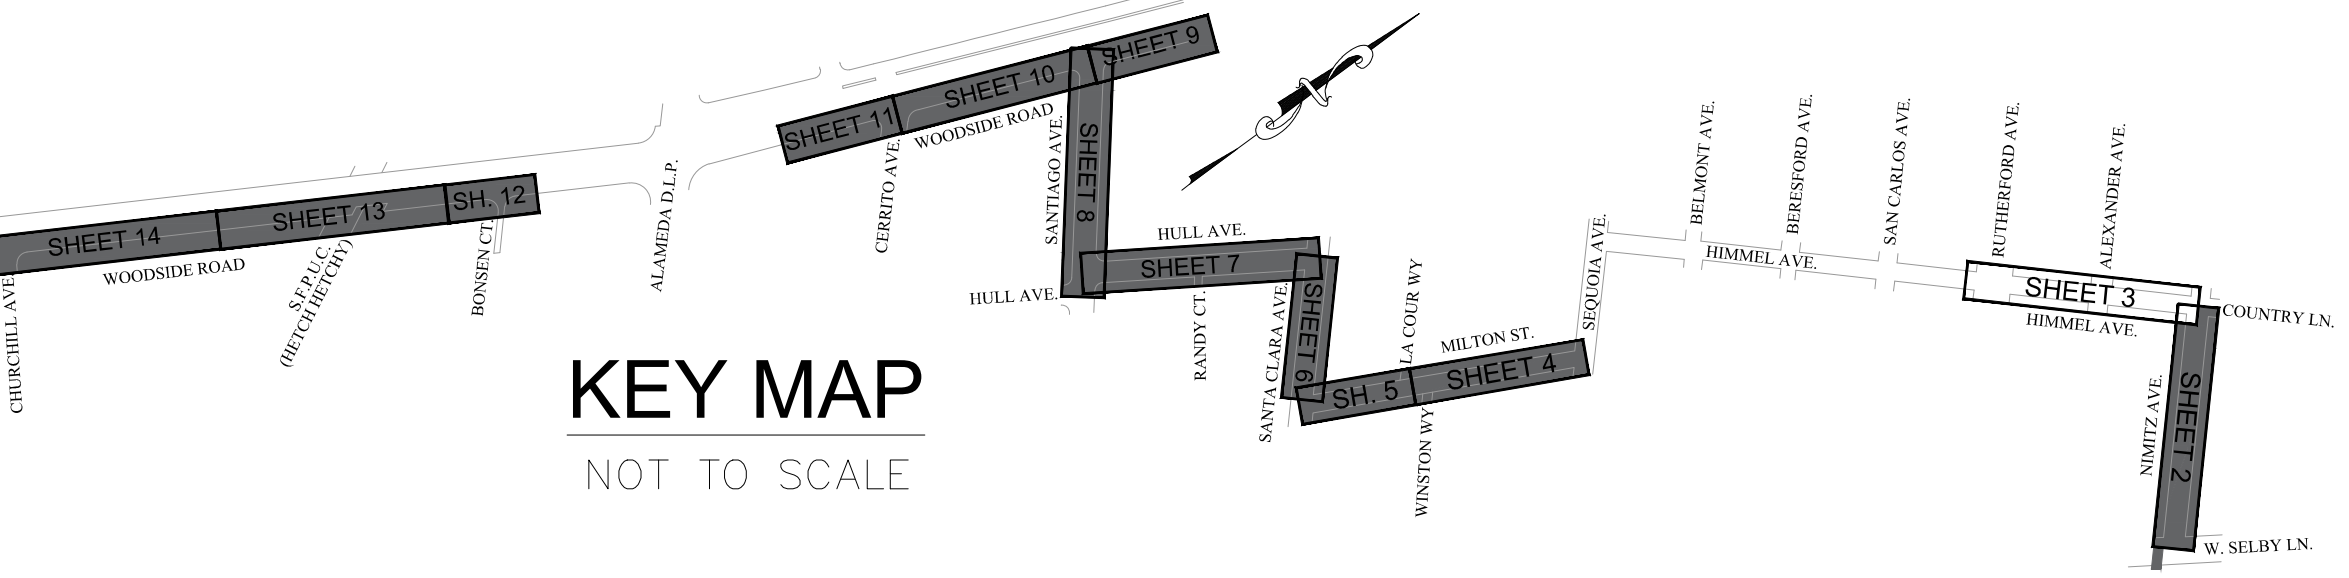 SHEET 14
WOODSIDE ROAD
CHURCHILL AVE.
SHEET 13
S.F.P.U.C.
(HETCH HETCHY)
SH. 12
BONSEN CT.
ALAMEDA D.L.P.
SHEET 11
CERRITO AVE.
SHEET 10
WOODSIDE ROAD
SHEET 9
SANTIAGO AVE.
SHEET 8
HULL AVE.
HULL AVE.
SHEET 7
RANDY CT.
SANTA CLARA AVE.
SHEET 6
SH. 5
LA COUR WY
WINSTON WY
MILTON ST.
SHEET 4
SEQUOIA AVE.
BELMONT AVE.
HIMMEL AVE.
BERESFORD AVE.
SAN CARLOS AVE.
RUTHERFORD AVE.
ALEXANDER AVE.
SHEET 3
HIMMEL AVE.
COUNTRY LN.
NIMITZ AVE.
SHEET 2
W. SELBY LN.
KEY MAP
NOT TO SCALE